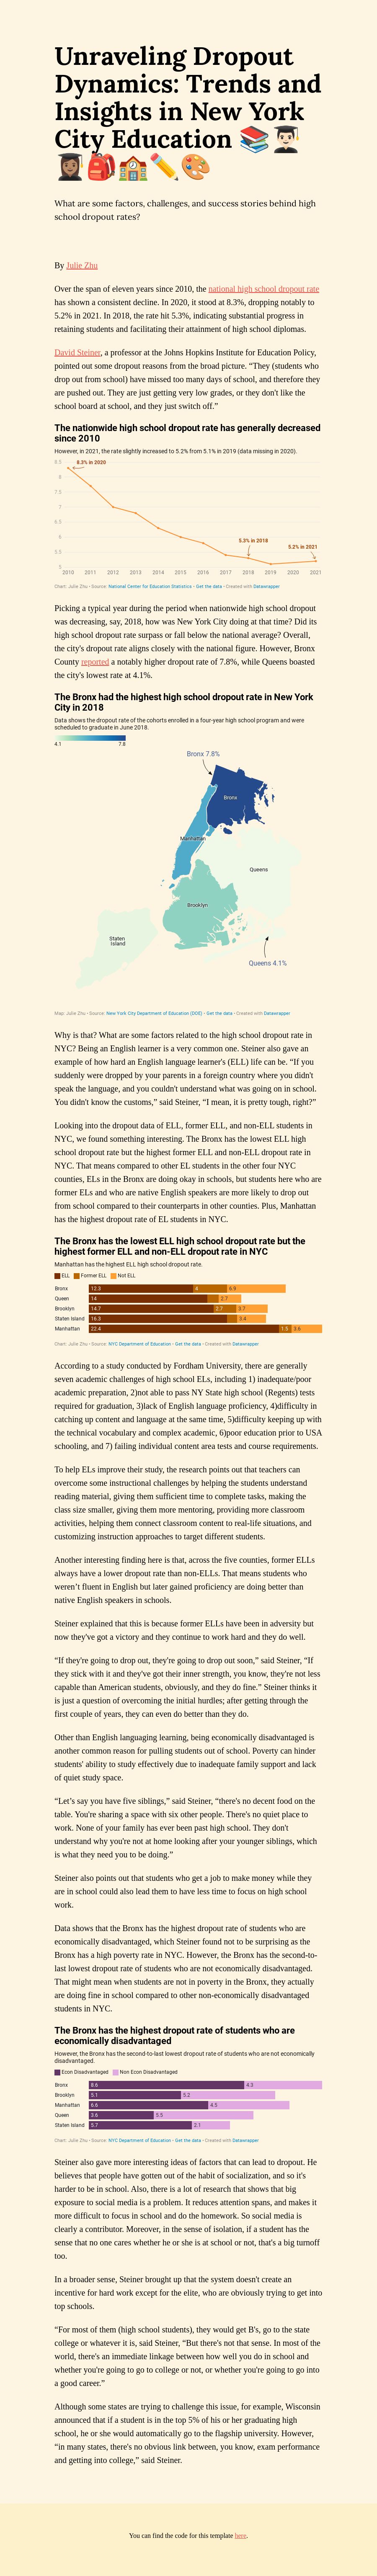 Unraveling Dropout
Dynamics: Trends and
Insights in New York
City Education
What are some factors, challenges, and success stories behind high
school dropout rates?
By Julie Zhu
Over the span of eleven years since 2010, the national high school dropout rate
has shown a consistent decline. In 2020, it stood at 8.3%, dropping notably to
5.2% in 2021. In 2018, the rate hit 5.3%, indicating substantial progress in
retaining students and facilitating their attainment of high school diplomas.
David Steiner, a professor at the Johns Hopkins Institute for Education Policy,
pointed out some dropout reasons from the broad picture. “They (students who
drop out from school) have missed too many days of school, and therefore they
are pushed out. They are just getting very low grades, or they don't like the
school board at school, and they just switch off.”
The nationwide high school dropout rate has generally decreased
since 2010
However, in 2021, the rate slightly increased to 5.2% from 5.1% in 2019 (data missing in 2020).
8.5
8.3% in 2020
8
7.5
7
6.5
6
5.5
5
5.3% in 2018
5.2% in 2021
2010 2011 2012 2013 2014 2015 2016 2017 2018 2019 2020 2021
Chart: Julie Zhu • Source: National Center for Education Statistics • Get the data • Created with Datawrapper
Picking a typical year during the period when nationwide high school dropout
was decreasing, say, 2018, how was New York City doing at that time? Did its
high school dropout rate surpass or fall below the national average? Overall,
the city's dropout rate aligns closely with the national figure. However, Bronx
County reported a notably higher dropout rate of 7.8%, while Queens boasted
the city's lowest rate at 4.1%.
The Bronx had the highest high school dropout rate in New York
City in 2018
Data shows the dropout rate of the cohorts enrolled in a four-year high school program and were
scheduled to graduate in June 2018.
4.1 7.8
Bronx 7.8%
Bronx
Manhattan
Queens
Brooklyn
Staten
Island
Queens 4.1%
Map: Julie Zhu • Source: New York City Department of Education (DOE) • Get the data • Created with Datawrapper
Why is that? What are some factors related to the high school dropout rate in
NYC? Being an English learner is a very common one. Steiner also gave an
example of how hard an English language learner's (ELL) life can be. “If you
suddenly were dropped by your parents in a foreign country where you didn't
speak the language, and you couldn't understand what was going on in school.
You didn't know the customs,” said Steiner, “I mean, it is pretty tough, right?”
Looking into the dropout data of ELL, former ELL, and non-ELL students in
NYC, we found something interesting. The Bronx has the lowest ELL high
school dropout rate but the highest former ELL and non-ELL dropout rate in
NYC. That means compared to other EL students in the other four NYC
counties, ELs in the Bronx are doing okay in schools, but students here who are
former ELs and who are native English speakers are more likely to drop out
from school compared to their counterparts in other counties. Plus, Manhattan
has the highest dropout rate of EL students in NYC.
The Bronx has the lowest ELL high school dropout rate but the
highest former ELL and non-ELL dropout rate in NYC
Manhattan has the highest ELL high school dropout rate.
ELL Former ELL Not ELL
Bronx 12.3 4 6.9
Queen 14 2.7
Brooklyn 14.7 2.7 3.7
Staten Island 16.3 3.4
Manhattan 22.4 1.5 3.6
Chart: Julie Zhu • Source: NYC Department of Education • Get the data • Created with Datawrapper
According to a study conducted by Fordham University, there are generally
seven academic challenges of high school ELs, including 1) inadequate/poor
academic preparation, 2)not able to pass NY State high school (Regents) tests
required for graduation, 3)lack of English language proficiency, 4)difficulty in
catching up content and language at the same time, 5)difficulty keeping up with
the technical vocabulary and complex academic, 6)poor education prior to USA
schooling, and 7) failing individual content area tests and course requirements.
To help ELs improve their study, the research points out that teachers can
overcome some instructional challenges by helping the students understand
reading material, giving them sufficient time to complete tasks, making the
class size smaller, giving them more mentoring, providing more classroom
activities, helping them connect classroom content to real-life situations, and
customizing instruction approaches to target different students.
Another interesting finding here is that, across the five counties, former ELLs
always have a lower dropout rate than non-ELLs. That means students who
weren’t fluent in English but later gained proficiency are doing better than
native English speakers in schools.
Steiner explained that this is because former ELLs have been in adversity but
now they've got a victory and they continue to work hard and they do well.
“If they're going to drop out, they're going to drop out soon,” said Steiner, “If
they stick with it and they've got their inner strength, you know, they're not less
capable than American students, obviously, and they do fine.” Steiner thinks it
is just a question of overcoming the initial hurdles; after getting through the
first couple of years, they can even do better than they do.
Other than English languaging learning, being economically disadvantaged is
another common reason for pulling students out of school. Poverty can hinder
students' ability to study effectively due to inadequate family support and lack
of quiet study space.
“Let’s say you have five siblings,” said Steiner, “there's no decent food on the
table. You're sharing a space with six other people. There's no quiet place to
work. None of your family has ever been past high school. They don't
understand why you're not at home looking after your younger siblings, which
is what they need you to be doing.”
Steiner also points out that students who get a job to make money while they
are in school could also lead them to have less time to focus on high school
work.
Data shows that the Bronx has the highest dropout rate of students who are
economically disadvantaged, which Steiner found not to be surprising as the
Bronx has a high poverty rate in NYC. However, the Bronx has the second-to-
last lowest dropout rate of students who are not economically disadvantaged.
That might mean when students are not in poverty in the Bronx, they actually
are doing fine in school compared to other non-economically disadvantaged
students in NYC.
The Bronx has the highest dropout rate of students who are
economically disadvantaged
However, the Bronx has the second-to-last lowest dropout rate of students who are not economically
disadvantaged.
Econ Disadvantaged Non Econ Disadvantaged
Bronx 8.6 4.3
Brooklyn 5.1 5.2
Manhattan 6.6 4.5
Queen 3.6 5.5
Staten Island 5.7 2.1
Chart: Julie Zhu • Source: NYC Department of Education • Get the data • Created with Datawrapper
Steiner also gave more interesting ideas of factors that can lead to dropout. He
believes that people have gotten out of the habit of socialization, and so it's
harder to be in school. Also, there is a lot of research that shows that big
exposure to social media is a problem. It reduces attention spans, and makes it
more difficult to focus in school and do the homework. So social media is
clearly a contributor. Moreover, in the sense of isolation, if a student has the
sense that no one cares whether he or she is at school or not, that's a big turnoff
too.
In a broader sense, Steiner brought up that the system doesn't create an
incentive for hard work except for the elite, who are obviously trying to get into
top schools.
“For most of them (high school students), they would get B's, go to the state
college or whatever it is, said Steiner, “But there's not that sense. In most of the
world, there's an immediate linkage between how well you do in school and
whether you're going to go to college or not, or whether you're going to go into
a good career.”
Although some states are trying to challenge this issue, for example, Wisconsin
announced that if a student is in the top 5% of his or her graduating high
school, he or she would automatically go to the flagship university. However,
“in many states, there's no obvious link between, you know, exam performance
and getting into college,” said Steiner.
You can find the code for this template here.